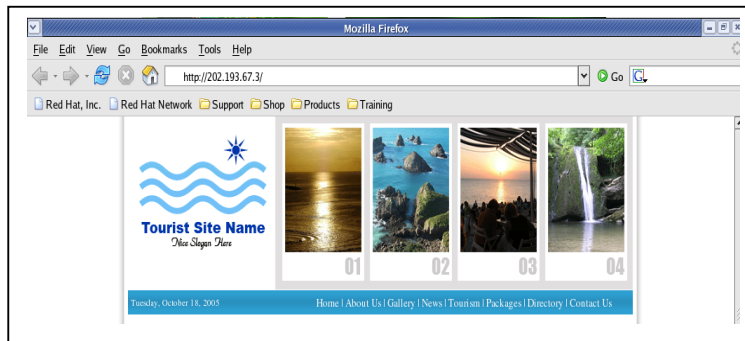 Mozilla Firefox
File Edit View Go Bookmarks Tools Help
http://202.193.67.3/ Go G
Red Hat, Inc. Red Hat Network Support Shop Products Training
Tourist Site Name
Nice Slogan Here
01 02 03 04
Tuesday, October 18, 2005 Home | About Us | Gallery | News | Tourism | Packages | Directory | Contact Us